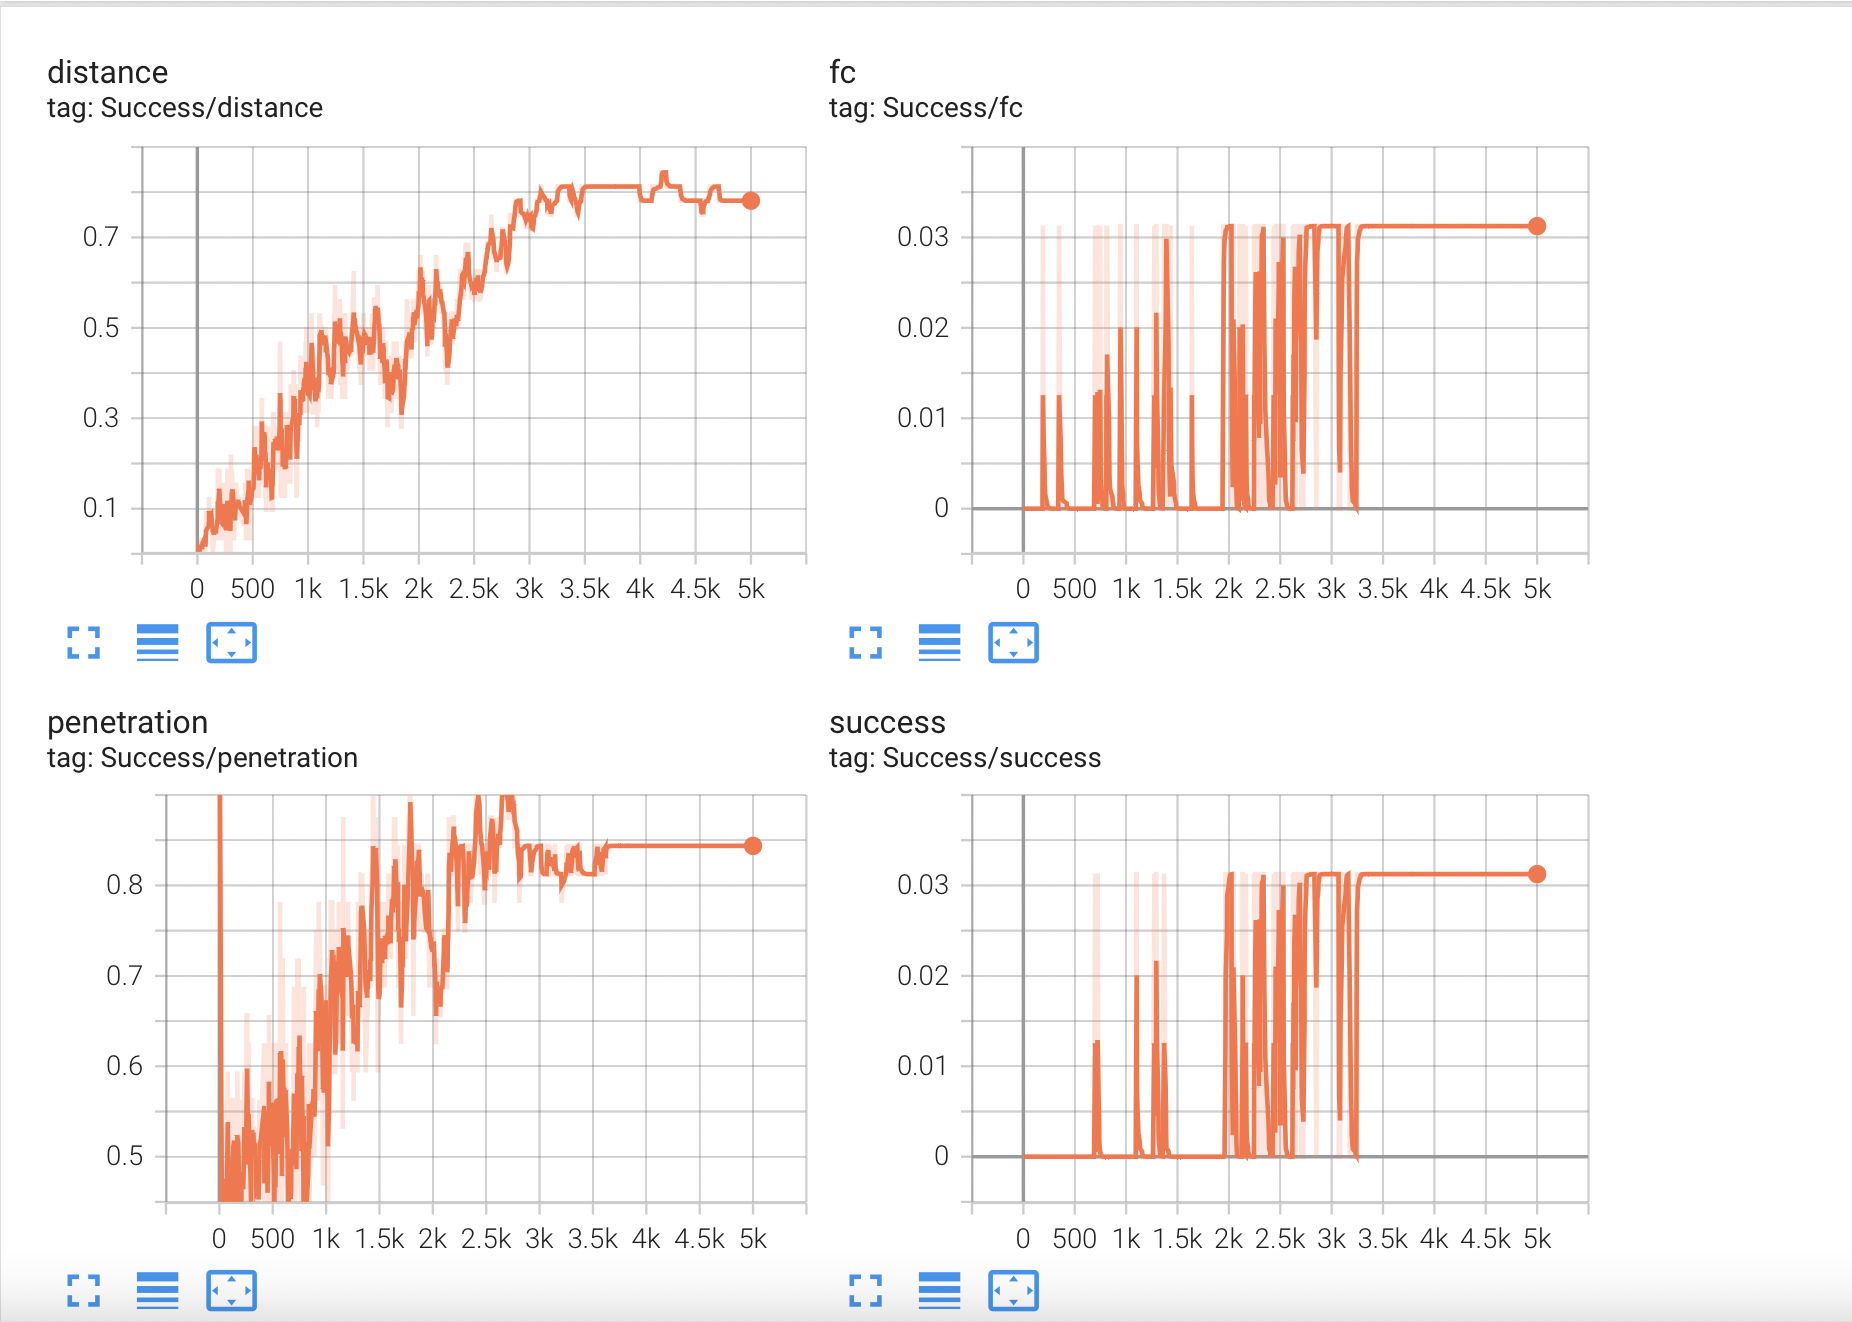 distance
tag: Success/distance
0.7
0.5
0.3
0.1
0 500 1k 1.5k 2k 2.5k 3k 3.5k 4k 4.5k 5k
fc
tag: Success/fc
0.03
0.02
0.01
0
0 500 1k 1.5k 2k 2.5k 3k 3.5k 4k 4.5k 5k
penetration
tag: Success/penetration
0.8
0.7
0.6
0.5
0 500 1k 1.5k 2k 2.5k 3k 3.5k 4k 4.5k 5k
success
tag: Success/success
0.03
0.02
0.01
0
0 500 1k 1.5k 2k 2.5k 3k 3.5k 4k 4.5k 5k